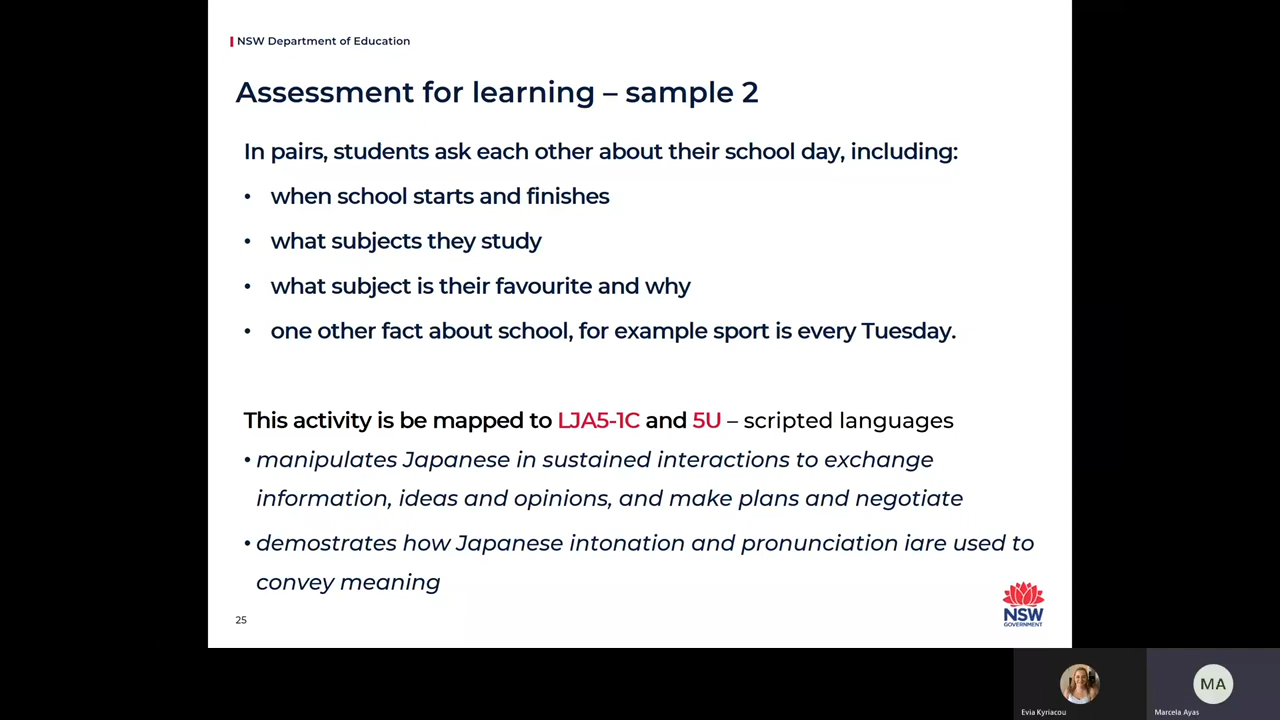 NSW Department of Education
Assessment for learning – sample 2
In pairs, students ask each other about their school day, including:
• when school starts and finishes
• what subjects they study
• what subject is their favourite and why
• one other fact about school, for example sport is every Tuesday.
This activity is be mapped to LJA5-1C and 5U – scripted languages
• manipulates Japanese in sustained interactions to exchange
information, ideas and opinions, and make plans and negotiate
• demostrates how Japanese intonation and pronunciation iare used to
convey meaning
25
NSW
GOVERNMENT
MA
Evia Kyriacou
Marcela Ayas